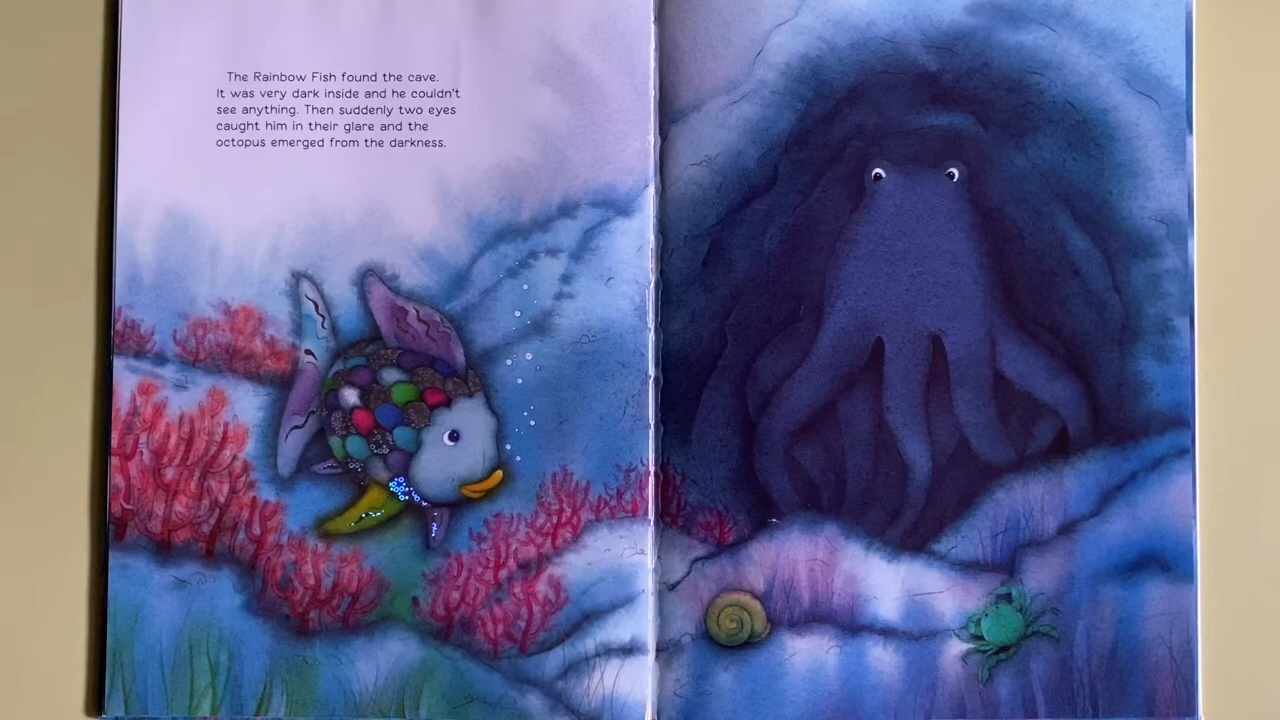 The Rainbow Fish found the cave.
It was very dark inside and he couldn't
see anything. Then suddenly two eyes
caught him in their glare and the
octopus emerged from the darkness.